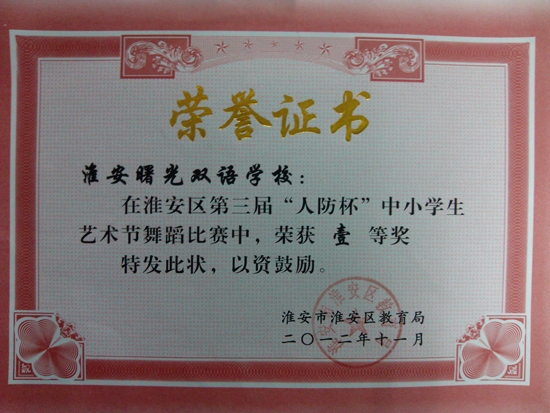 荣誉证书
淮安曙光双语学校：
在淮安区第三届“人防杯”中小学生
艺术节舞蹈比赛中，荣获 壹 等奖
特发此状，以资鼓励。
淮安市淮安区教育局
二〇一二年十一月